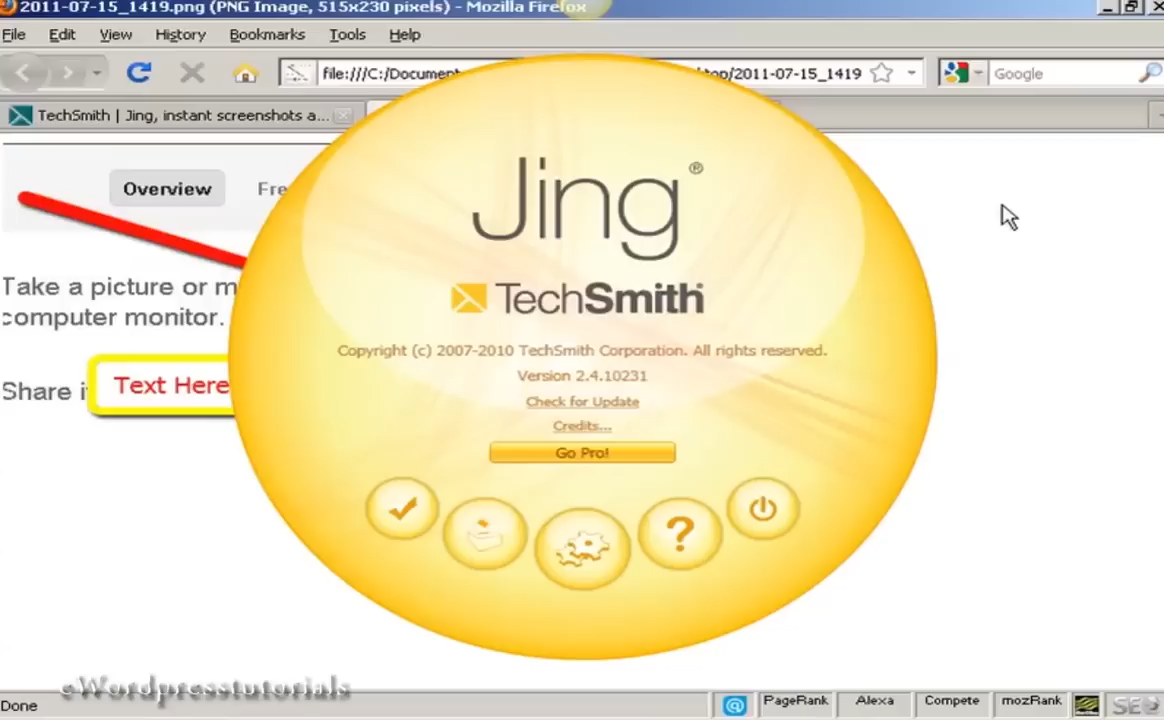 2011-07-15_1419.png (PNG Image, 515x230 pixels) - Mozilla Firefox
File Edit View History Bookmarks Tools Help
file:///C:/Document
top/2011-07-15_1419
Google
TechSmith | Jing, instant screenshots a...
Overview
Fre
Take a picture or m
computer monitor.
Share i
Text Here
Jing®
TechSmith
Copyright (c) 2007-2010 TechSmith Corporation. All rights reserved.
Version 2.4.10231
Check for Update
Credits...
Go Pro!
?
eWordpresstutorials
Done
@ PageRank Alexa Compete mozRank SE